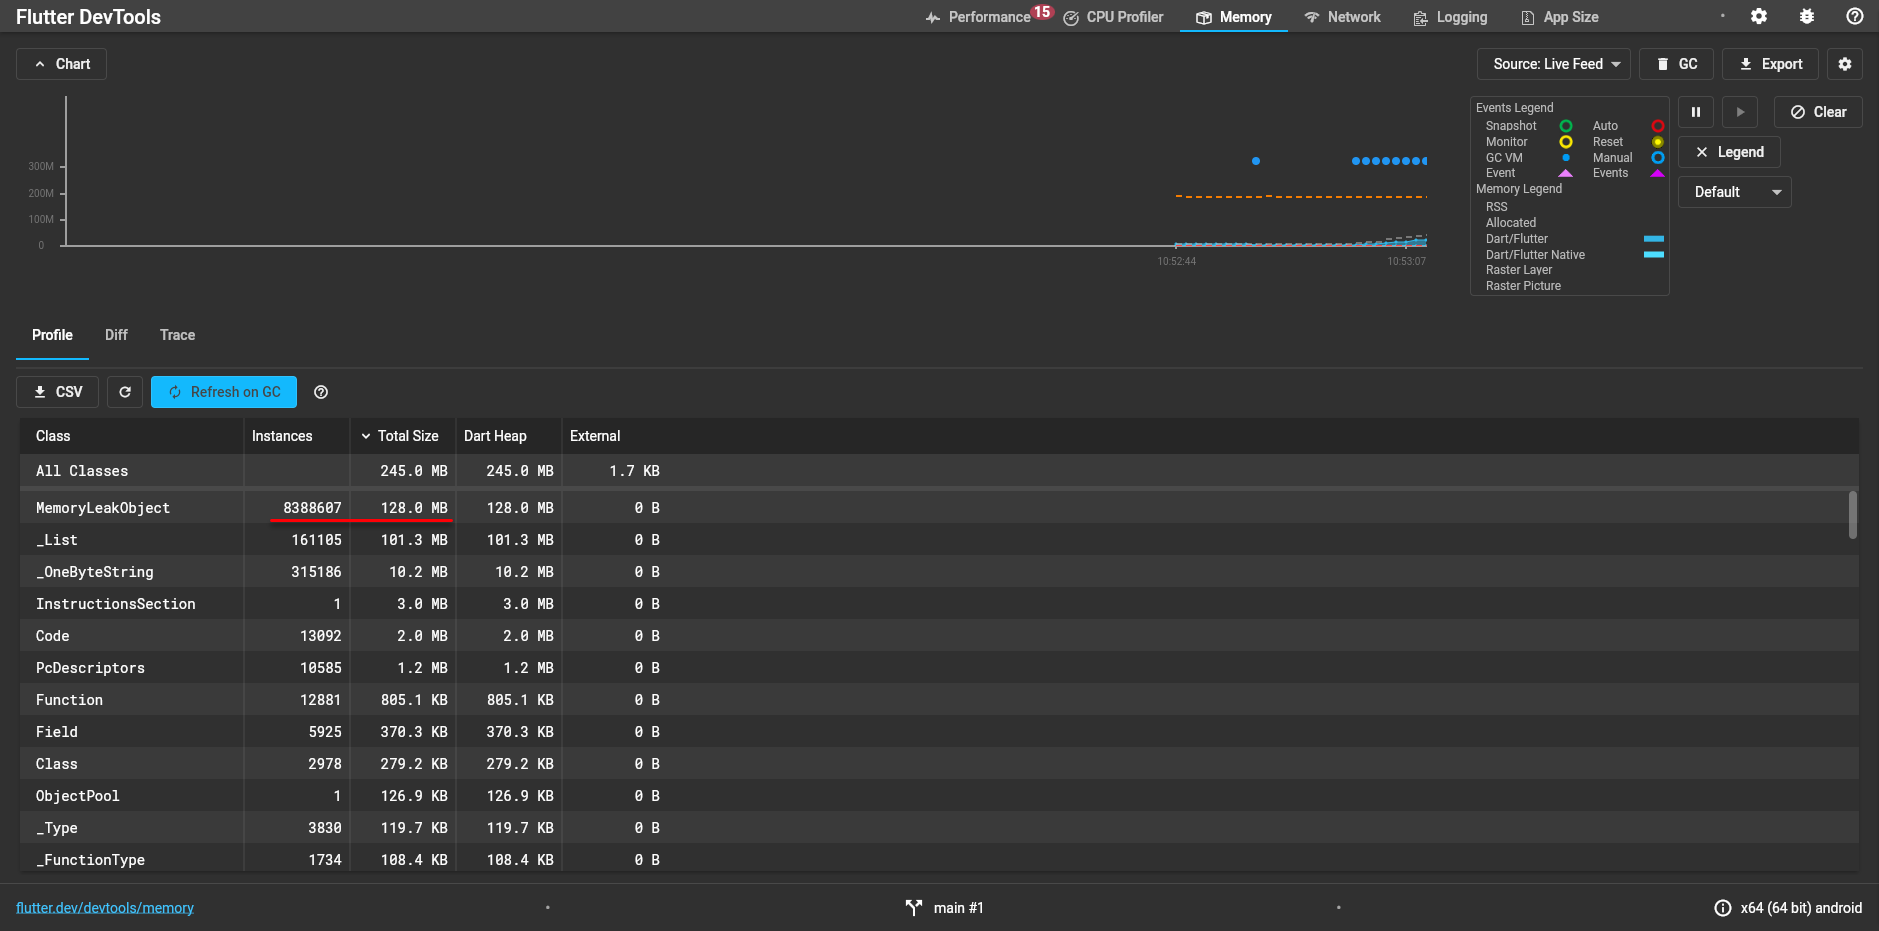 Flutter DevTools
Performance 15 CPU Profiler Memory Network Logging App Size
Chart
Source: Live Feed GC Export
300M
200M
100M
0
10:52:44 10:53:07
Events Legend
Snapshot Auto
Monitor Reset
GC VM Manual
Event Events
Memory Legend
RSS
Allocated
Dart/Flutter
Dart/Flutter Native
Raster Layer
Raster Picture
Clear
Legend
Default
Profile Diff Trace
CSV Refresh on GC
Class Instances Total Size Dart Heap External
All Classes 245.0 MB 245.0 MB 1.7 KB
MemoryLeakObject 8388607 128.0 MB 128.0 MB 0 B
_List 161105 101.3 MB 101.3 MB 0 B
_OneByteString 315186 10.2 MB 10.2 MB 0 B
InstructionsSection 1 3.0 MB 3.0 MB 0 B
Code 13092 2.0 MB 2.0 MB 0 B
PcDescriptors 10585 1.2 MB 1.2 MB 0 B
Function 12881 805.1 KB 805.1 KB 0 B
Field 5925 370.3 KB 370.3 KB 0 B
Class 2978 279.2 KB 279.2 KB 0 B
ObjectPool 1 126.9 KB 126.9 KB 0 B
_Type 3830 119.7 KB 119.7 KB 0 B
_FunctionType 1734 108.4 KB 108.4 KB 0 B
flutter.dev/devtools/memory • main #1 • x64 (64 bit) android